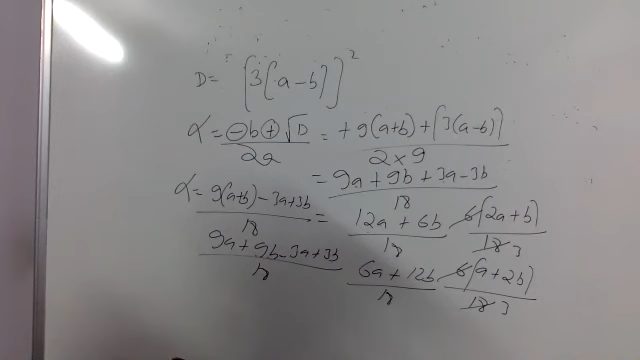 D = [3(a-b)]²
α = -b+√D / 2a = +9(a+b)+[3(a-b)] / 2×9
= 9a+9b+3a-3b / 18
α = 9(a+b)-3a+3b / 18 = 12a+6b / 18 6(2a+b) / 18 3
9a+9b-3a+3b / 18 6a+12b / 18 6(a+2b) / 18 3